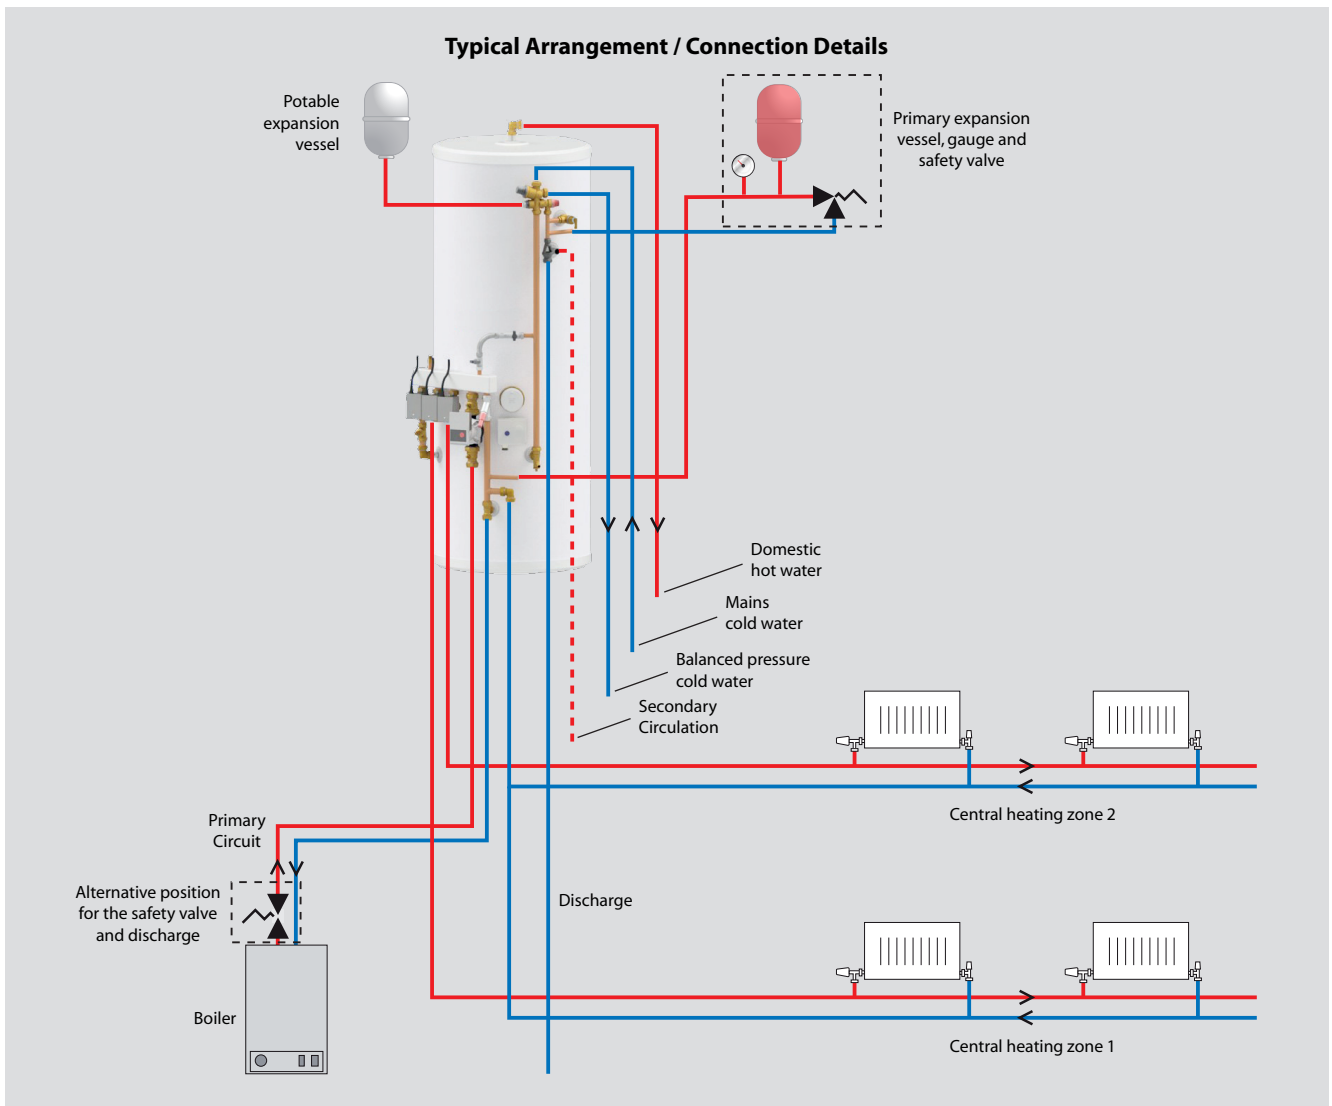 Typical Arrangement / Connection Details
Potable
expansion
vessel
Primary expansion
vessel, gauge and
safety valve
Domestic
hot water
Mains
cold water
Balanced pressure
cold water
Secondary
Circulation
Central heating zone 2
Primary
Circuit
Alternative position
for the safety valve
and discharge
Discharge
Boiler
Central heating zone 1